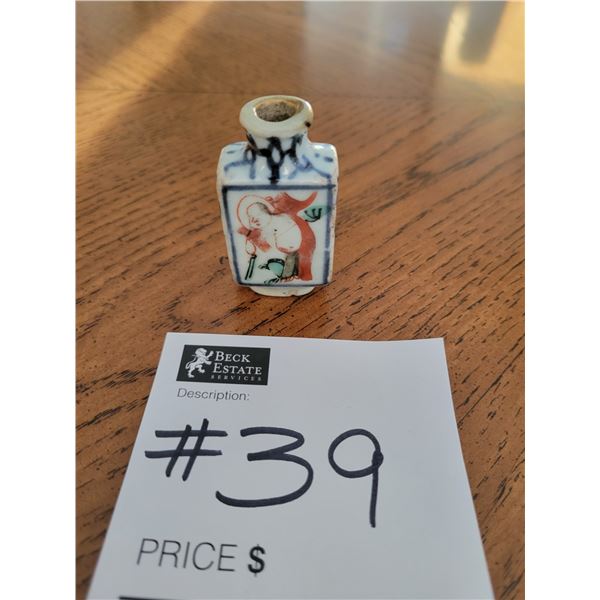 BECK
ESTATE
SERVICES
Description:
#39
PRICE $